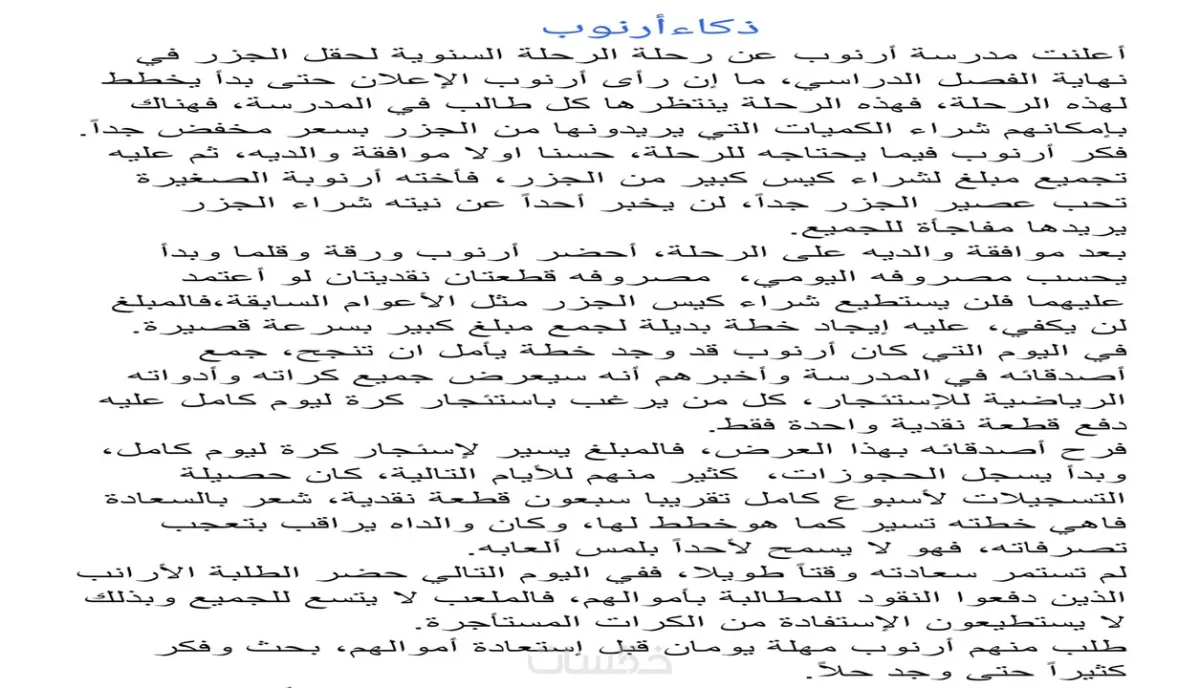 ذكاءأرنوب
أعلنت مدرسة أرنوب عن رحلة الرحلة السنوية لحقل الجزر في
نهاية الفصل الدراسي، ما إن رأى أرنوب الإعلان حتى بدأ يخطط
لهذه الرحلة، فهذه الرحلة ينتظرها كل طالب في المدرسة، فهناك
بإمكانهم شراء الكميات التي يريدونها من الجزر بسعر مخفض جداً.
فكر أرنوب فيما يحتاجه للرحلة، حسنا اولا موافقة والديه، ثم عليه
تجميع مبلغ لشراء كيس كبير من الجزر، فأخته أرنوبة الصغيرة
تحب عصير الجزر جداً، لن يخبر أحداً عن نيته شراء الجزر
يريدها مفاجأة للجميع.
بعد موافقة والديه على الرحلة، أحضر أرنوب ورقة وقلما وبدأ
يحسب مصروفه اليومي، مصروفه قطعتان نقديتان لو أعتمد
عليهما فلن يستطيع شراء كيس الجزر مثل الأعوام السابقة،فالمبلغ
لن يكفي، عليه إيجاد خطة بديلة لجمع مبلغ كبير بسرعة قصيرة.
في اليوم التي كان أرنوب قد وجد خطة يأمل ان تنجح، جمع
أصدقائه في المدرسة وأخبرهم أنه سيعرض جميع كراته وأدواته
الرياضية للإستئجار، كل من يرغب باستئجار كرة ليوم كامل عليه
دفع قطعة نقدية واحدة فقط.
فرح أصدقائه بهذا العرض، فالمبلغ يسير لإستجار كرة ليوم كامل،
وبدأ يسجل الحجوزات، كثير منهم للأيام التالية، كان حصيلة
التسجيلات لأسبوع كامل تقريبا سبعون قطعة نقدية، شعر بالسعادة
فاهي خطته تسير كما هوخطط لها، وكان والداه يراقب بتعجب
تصرفاته، فهو لا يسمح لأحداً بلمس ألعابه.
لم تستمر سعادته وقتاً طويلا، ففي اليوم التالي حضر الطلبة الأرانب
الذين دفعوا النقود للمطالبة بأموالهم، فالملعب لا يتسع للجميع وبذلك
لا يستطيعون الإستفادة من الكرات المستأجرة.
طلب منهم أرنوب مهلة يومان قبل إستعادة أموالهم، بحث وفكر
كثيراً حتى وجد حلاً.
خمسات